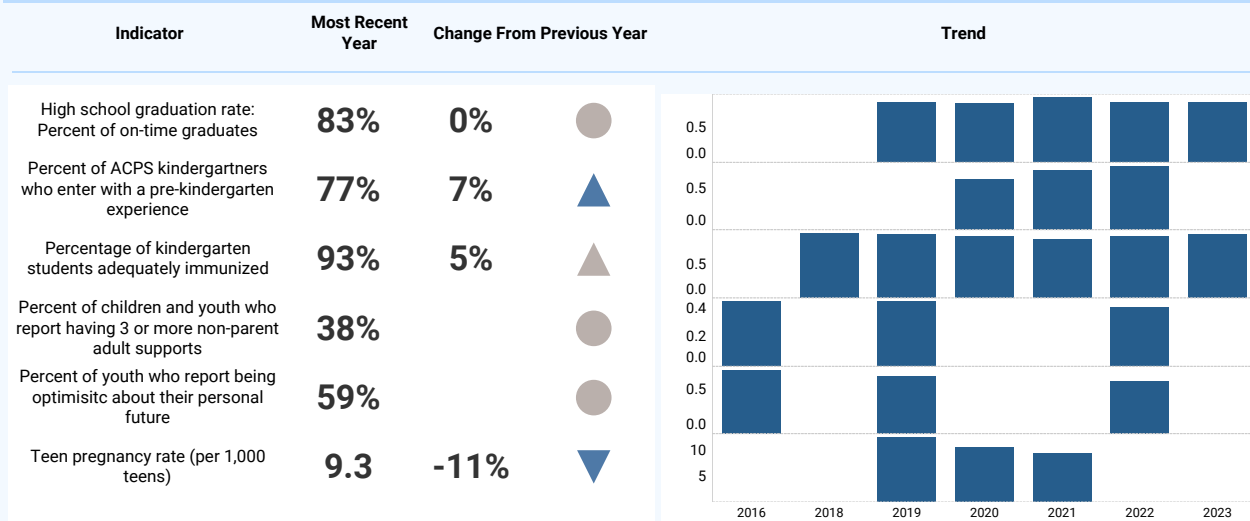 Indicator
Most Recent
Year
Change From Previous Year
Trend
High school graduation rate:
Percent of on-time graduates
83%
0%
Percent of ACPS kindergartners
who enter with a pre-kindergarten
experience
77%
7%
Percentage of kindergarten
students adequately immunized
93%
5%
Percent of children and youth who
report having 3 or more non-parent
adult supports
38%
Percent of youth who report being
optimisitc about their personal
future
59%
Teen pregnancy rate (per 1,000
teens)
9.3
-11%
0.5
0.0
0.5
0.0
0.5
0.0
0.4
0.2
0.0
0.5
0.0
10
5
2016 2018 2019 2020 2021 2022 2023